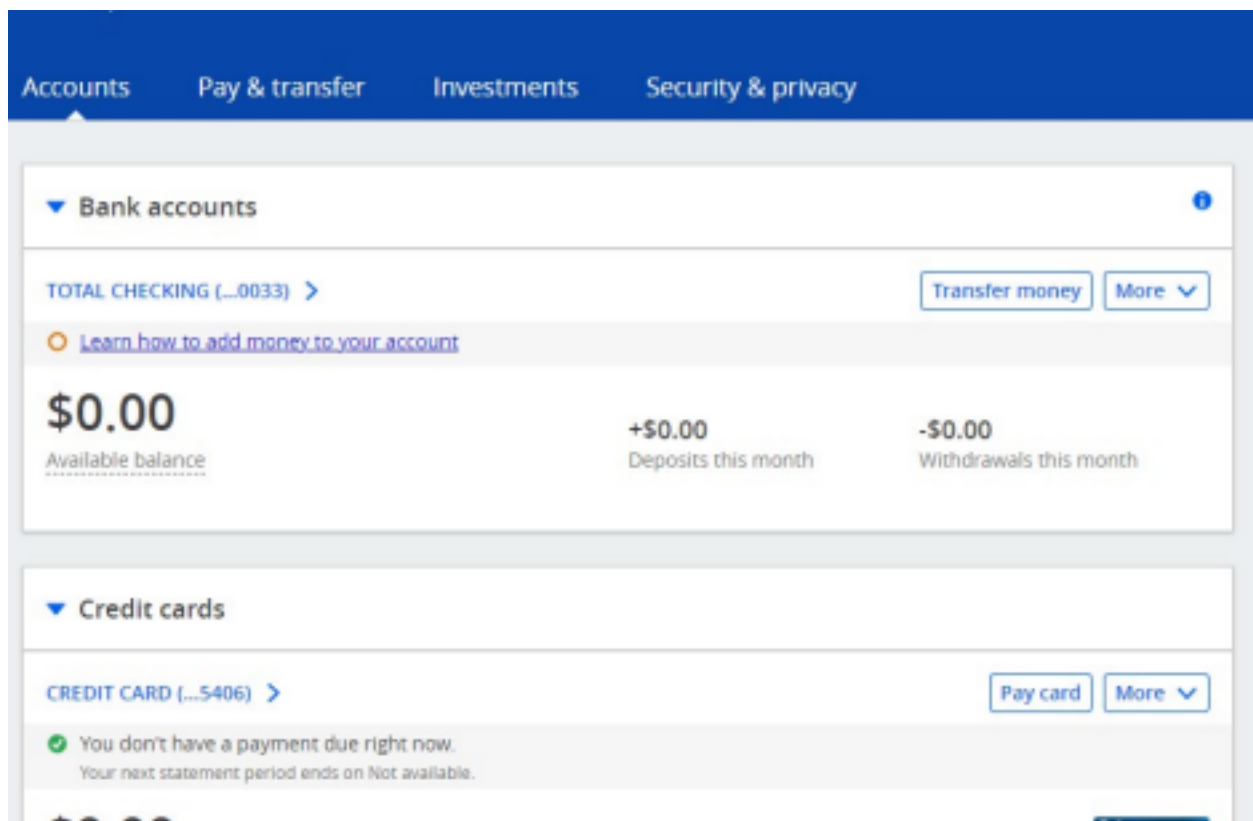 Accounts Pay & transfer Investments Security & privacy
Bank accounts
TOTAL CHECKING (...0033) Transfer money More
Learn how to add money to your account
$0.00
+$0.00 -$0.00
Available balance Deposits this month Withdrawals this month
Credit cards
CREDIT CARD (...5406) Pay card More
You don't have a payment due right now.
Your next statement period ends on Not available.